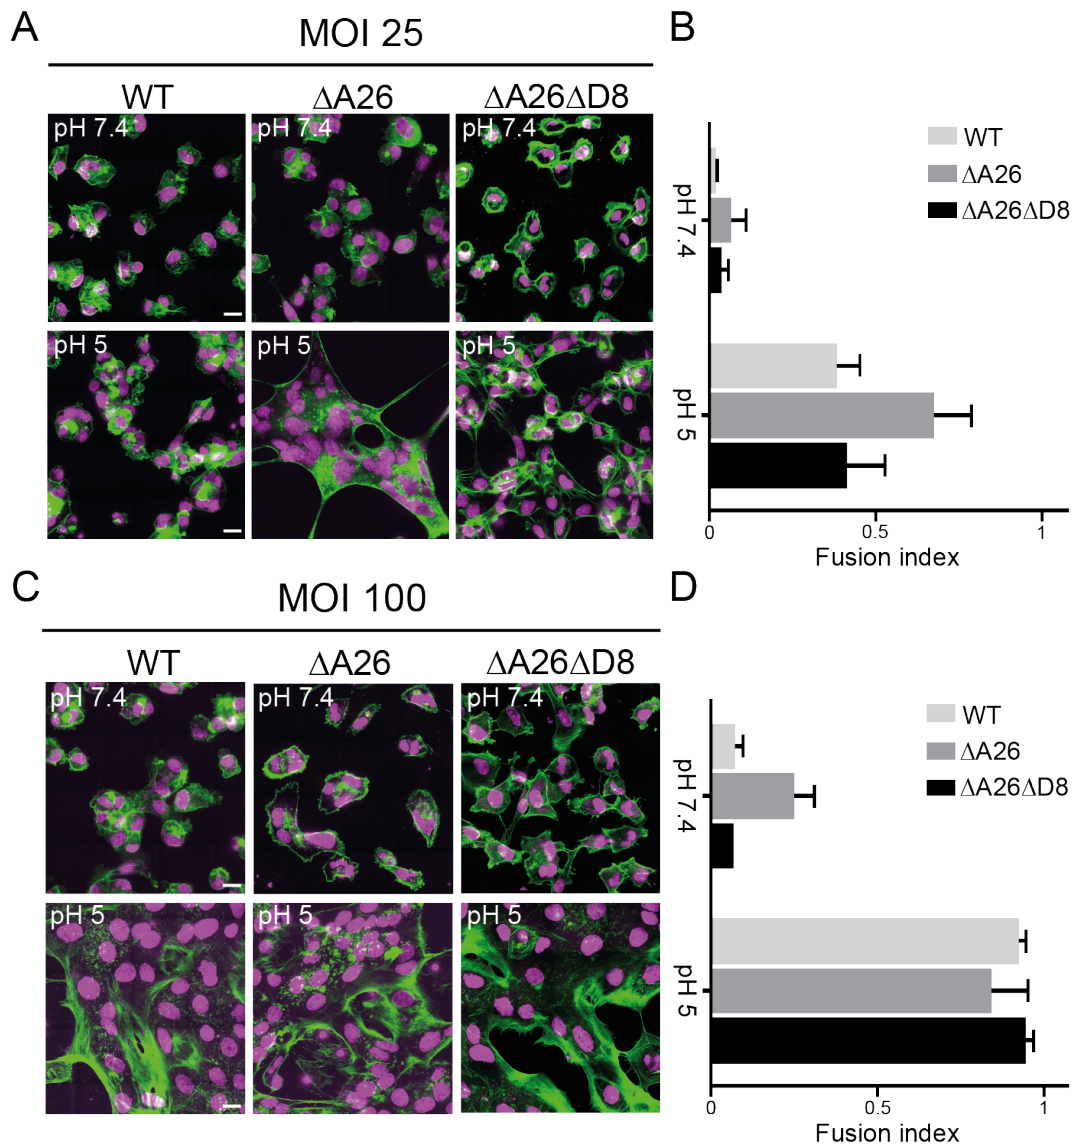 A
MOI 25
WT
ΔA26
ΔA26ΔD8
pH 7.4
pH 7.4
pH 7.4
pH 5
pH 5
pH 5
B
WT
ΔA26
ΔA26ΔD8
pH 7.4
pH 5
0
0.5
1
Fusion index
C
MOI 100
WT
ΔA26
ΔA26ΔD8
pH 7.4
pH 7.4
pH 7.4
pH 5
pH 5
pH 5
D
WT
ΔA26
ΔA26ΔD8
pH 7.4
pH 5
0
0.5
1
Fusion index